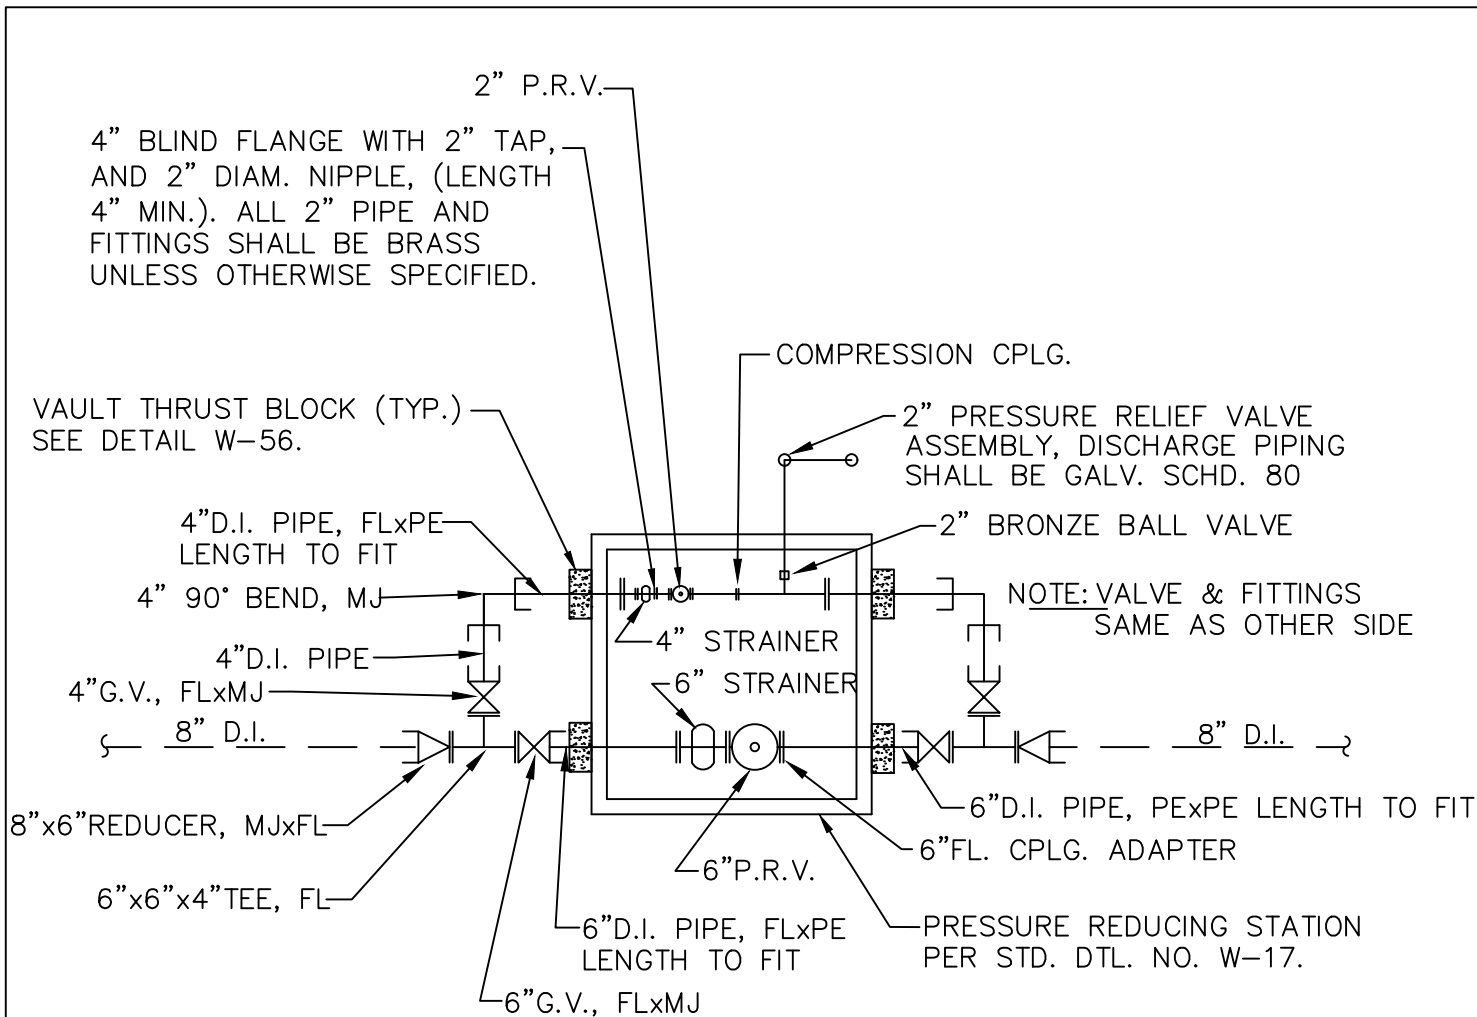 2” P.R.V.
4” BLIND FLANGE WITH 2” TAP,
AND 2” DIAM. NIPPLE, (LENGTH
4” MIN.). ALL 2” PIPE AND
FITTINGS SHALL BE BRASS
UNLESS OTHERWISE SPECIFIED.
COMPRESSION CPLG.
VAULT THRUST BLOCK (TYP.)
SEE DETAIL W-56.
2” PRESSURE RELIEF VALVE
ASSEMBLY, DISCHARGE PIPING
SHALL BE GALV. SCHD. 80
4”D.I. PIPE, FLxPE
LENGTH TO FIT
2” BRONZE BALL VALVE
4” 90° BEND, MJ
NOTE: VALVE & FITTINGS
SAME AS OTHER SIDE
4” STRAINER
4”D.I. PIPE
6” STRAINER
4”G.V., FLxMJ
8” D.I.
8” D.I.
8”x6”REDUCER, MJxFL
6”D.I. PIPE, PExPE LENGTH TO FIT
6”FL. CPLG. ADAPTER
6”P.R.V.
6”x6”x4”TEE, FL
6”D.I. PIPE, FLxPE
LENGTH TO FIT
PRESSURE REDUCING STATION
PER STD. DTL. NO. W-17.
6”G.V., FLxMJ